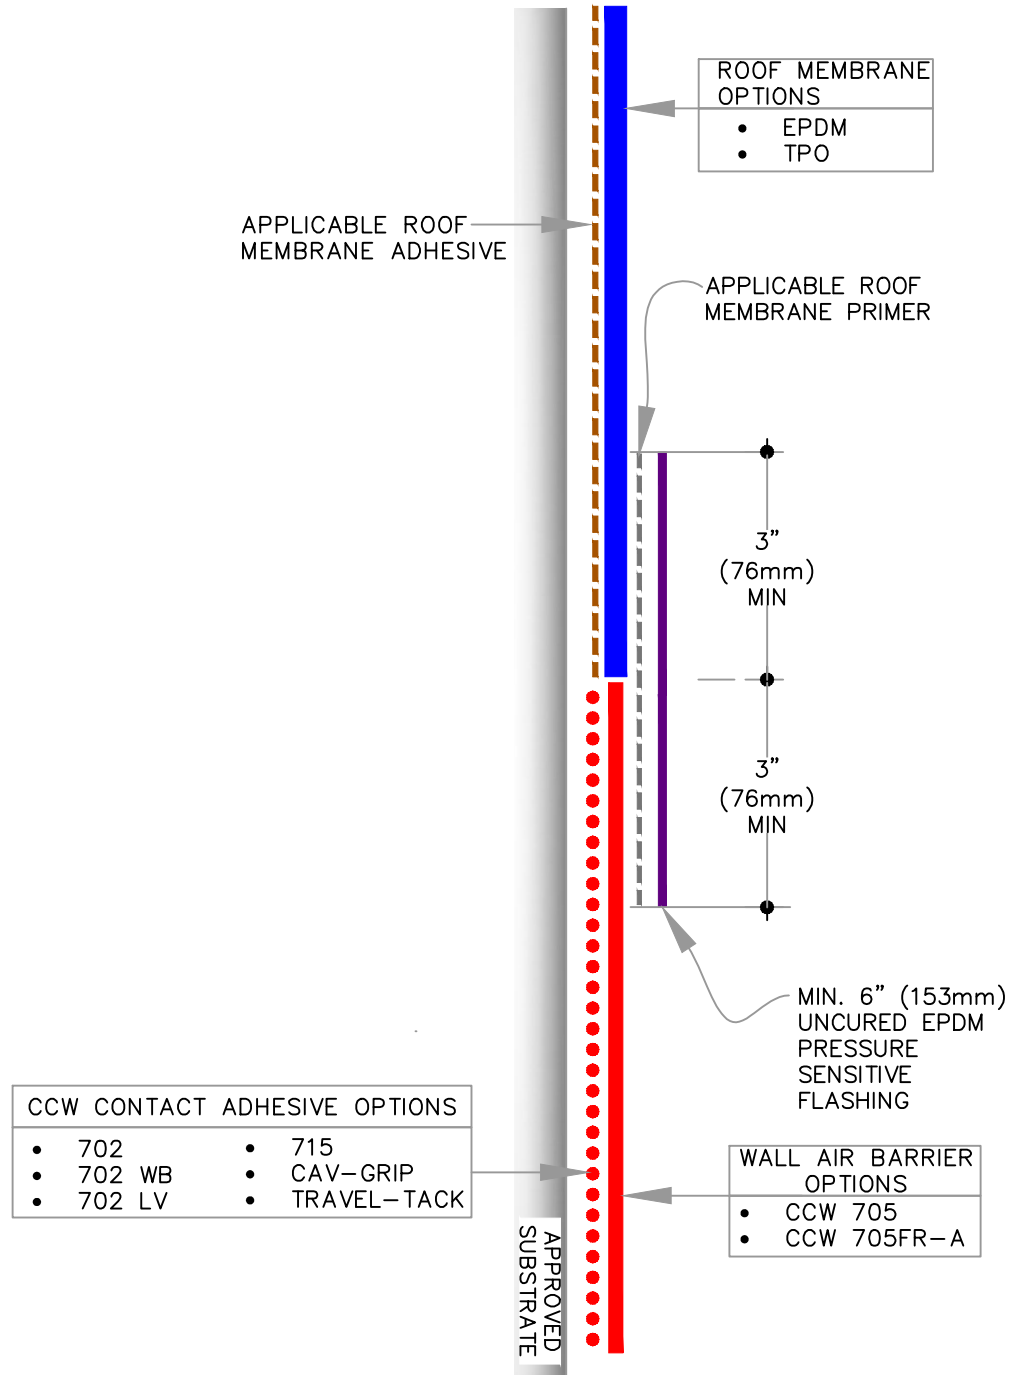 ROOF MEMBRANE
OPTIONS
• EPDM
• TPO
APPLICABLE ROOF
MEMBRANE ADHESIVE
APPLICABLE ROOF
MEMBRANE PRIMER
3”
(76mm)
MIN
3”
(76mm)
MIN
MIN. 6” (153mm)
UNCURED EPDM
PRESSURE
SENSITIVE
FLASHING
CCW CONTACT ADHESIVE OPTIONS
• 702
• 702 WB
• 702 LV
• 715
• CAV-GRIP
• TRAVEL-TACK
WALL AIR BARRIER
OPTIONS
• CCW 705
• CCW 705FR-A
APPROVED
SUBSTRATE